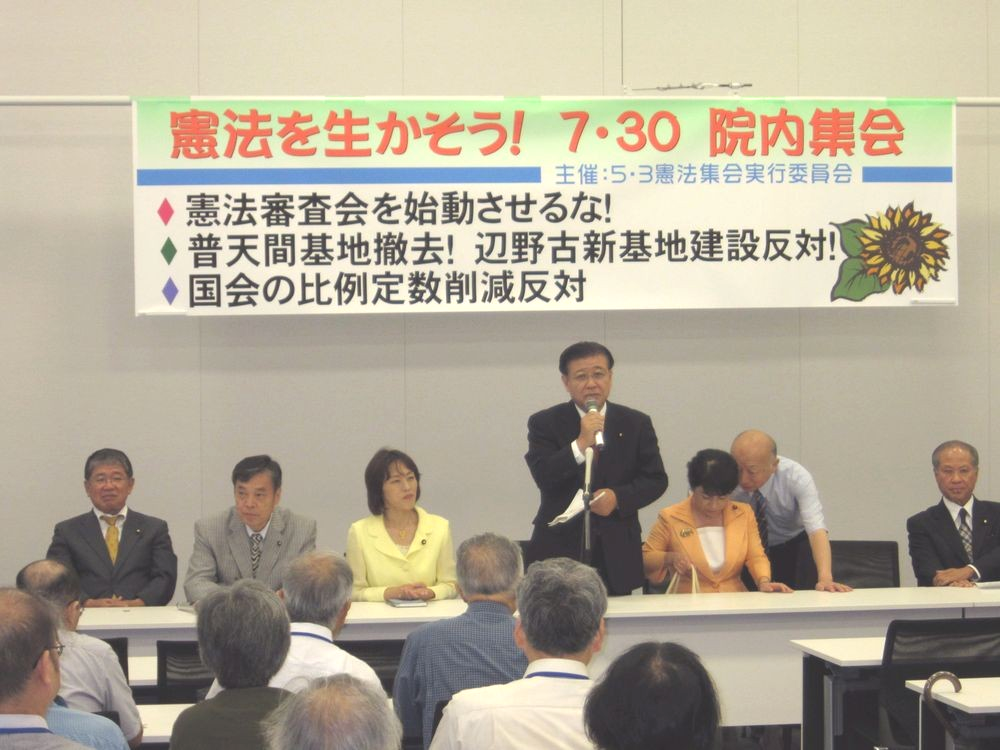 憲法を生かそう! 7・30 院内集会
主催:5・3憲法集会実行委員会
♦憲法審査会を始動させるな!
♦普天間基地撤去! 辺野古新基地建設反対!
♦国会の比例定数削減反対